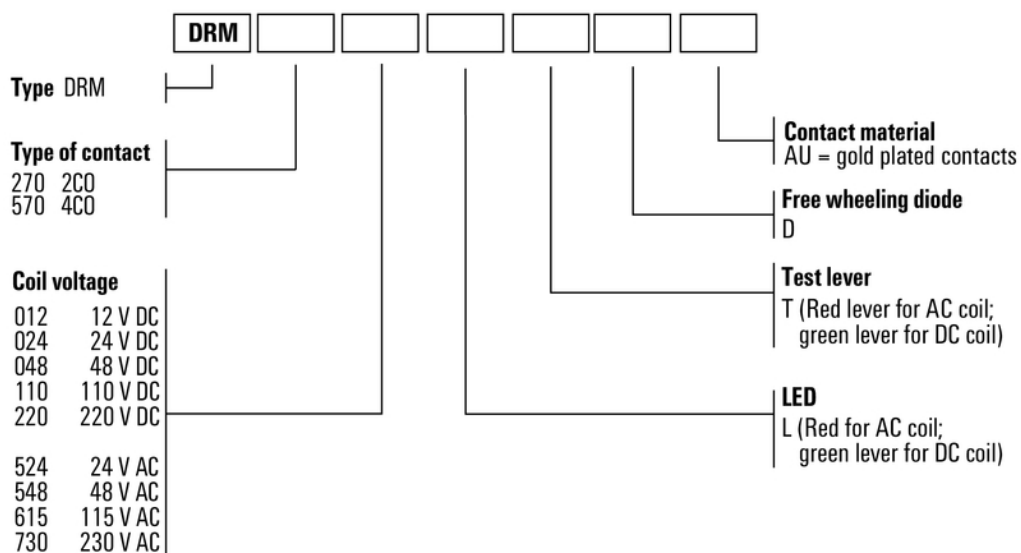 DRM
Type DRM
Type of contact
270 2CO
570 4CO
Coil voltage
012 12 V DC
024 24 V DC
048 48 V DC
110 110 V DC
220 220 V DC
524 24 V AC
548 48 V AC
615 115 V AC
730 230 V AC
Contact material
AU = gold plated contacts
Free wheeling diode
D
Test lever
T (Red lever for AC coil;
green lever for DC coil)
LED
L (Red for AC coil;
green lever for DC coil)